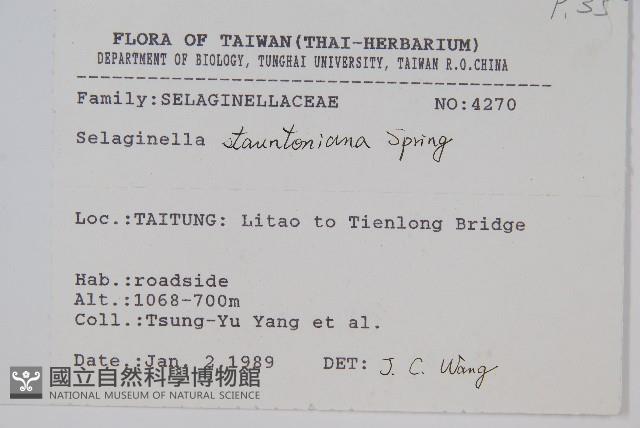 P. 55
FLORA OF TAIWAN(THAI-HERBARIUM)
DEPARTMENT OF BIOLOGY, TUNGHAI UNIVERSITY, TAIWAN R.O.CHINA
Family:SELAGINELLACEAE NO:4270
Selaginella stauntoniana Spring
Loc.:TAITUNG: Litao to Tienlong Bridge
Hab.:roadside
Alt.:1068-700m
Coll.:Tsung-Yu Yang et al.
Date.:Jan. 2 1989 DET: J. C. Wang
國立自然科學博物館
NATIONAL MUSEUM OF NATURAL SCIENCE